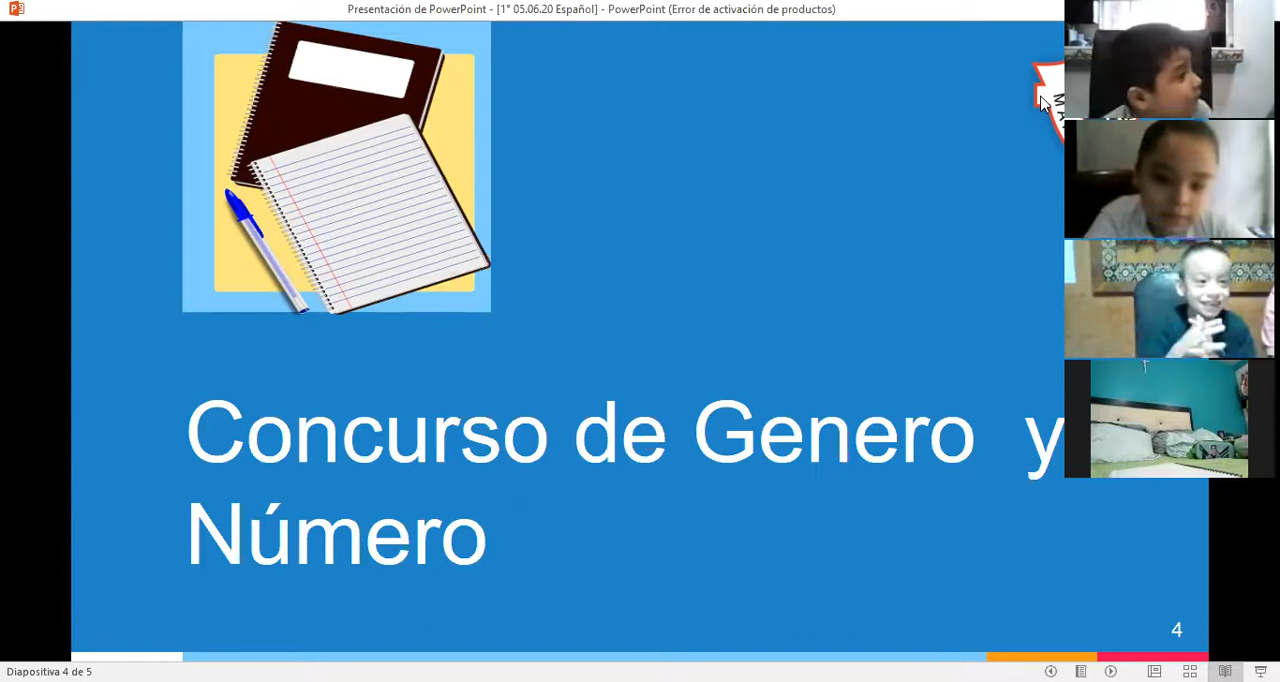 Presentación de PowerPoint - [1° 05.06.20 Español] - PowerPoint (Error de activación de productos)
Concurso de Genero y
Número
4
Diapositiva 4 de 5